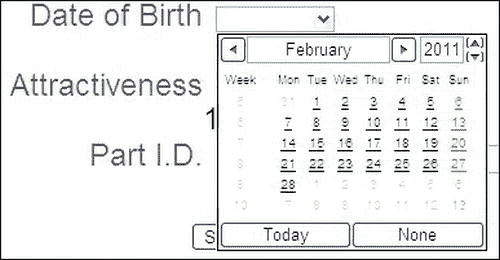 Date of Birth
February 2011
Week Mon Tue Wed Thu Fri Sat Sun
5 31 1 2 3 4 5 6
Attractiveness
6 7 8 9 10 11 12 13
1
7 14 15 16 17 18 19 20
Part I.D.
8 21 22 23 24 25 26 27
9 28 1 2 3 4 5 6
10 7 8 9 10 11 12 13
S
Today None